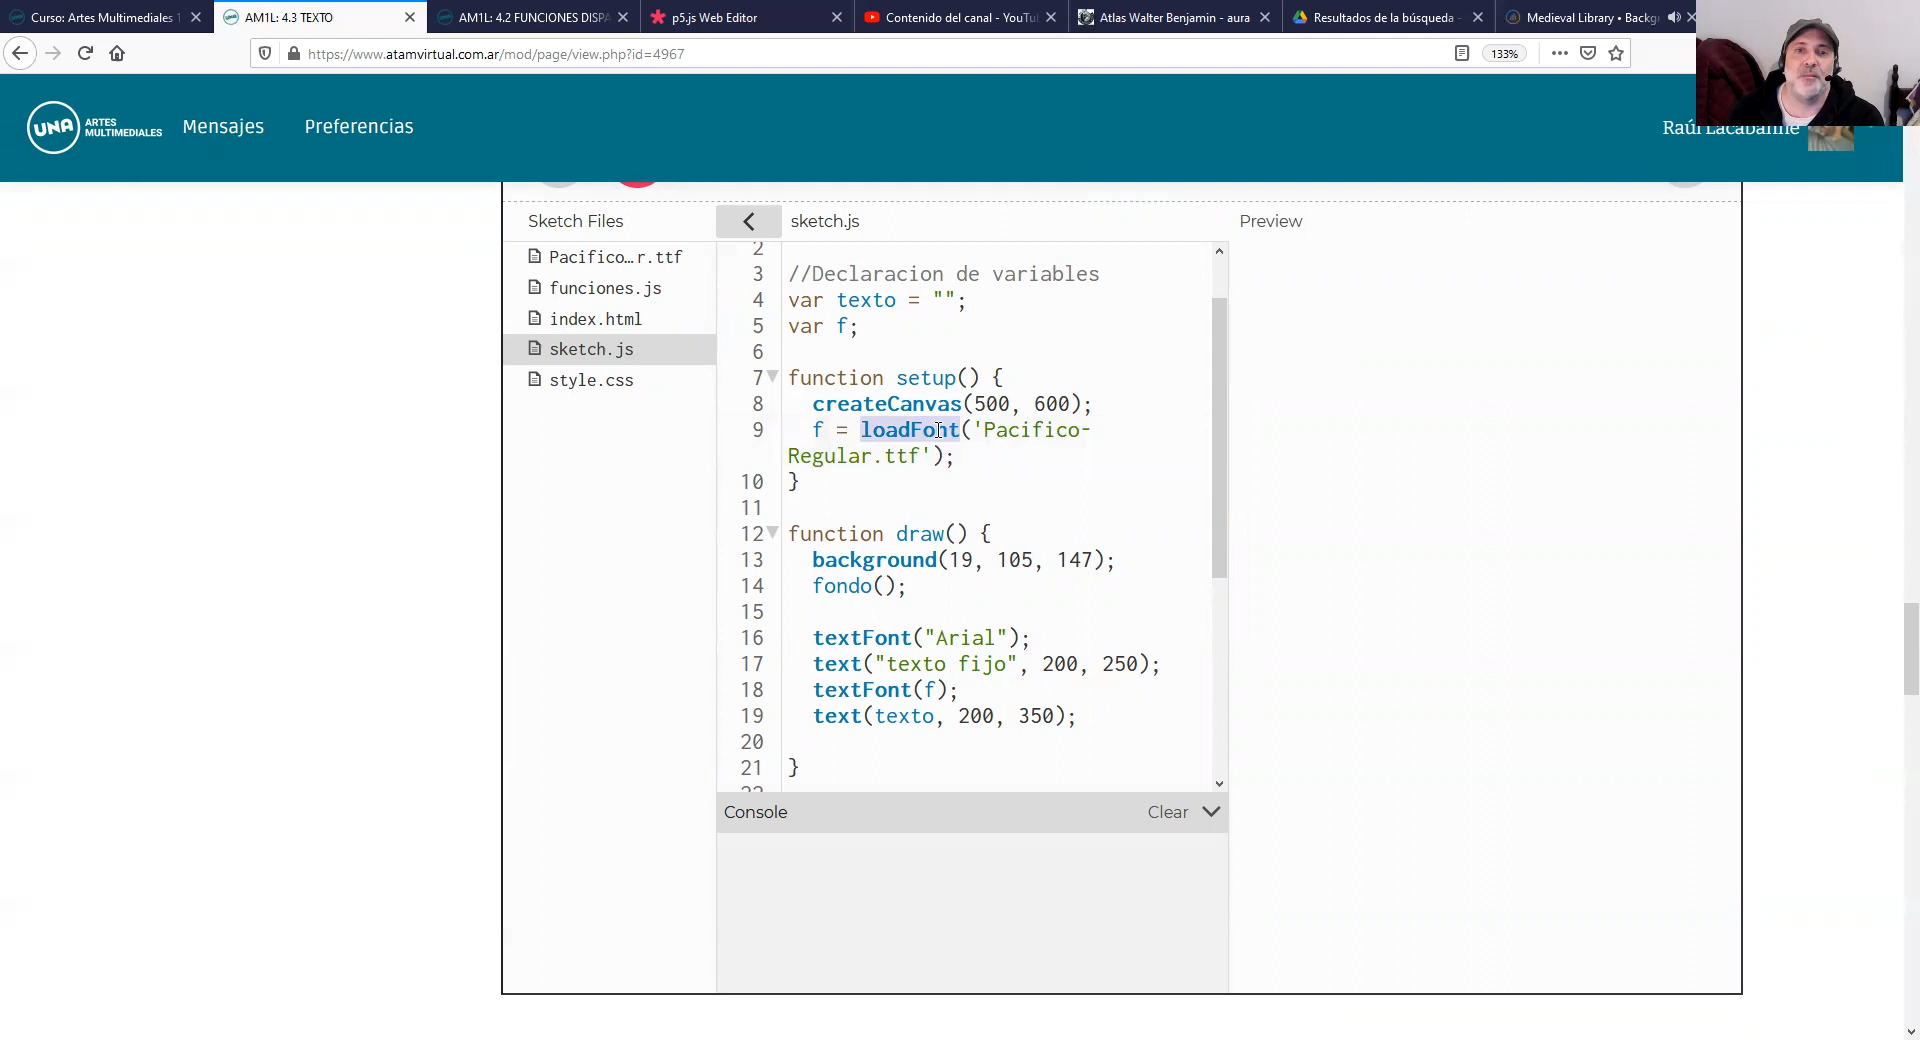 Curso: Artes Multimediales 1
AM1L: 4.3 TEXTO
AM1L: 4.2 FUNCIONES DISPA
p5.js Web Editor
Contenido del canal - YouTu
Atlas Walter Benjamin - aura
Resultados de la búsqueda -
Medieval Library • Backg
https://www.atamvirtual.com.ar/mod/page/view.php?id=4967
133%
UNA ARTES
MULTIMEDIALES
Mensajes
Preferencias
Raúl Lacabanne
Sketch Files
sketch.js
Preview
Pacifico…r.ttf
funciones.js
index.html
sketch.js
style.css
2
3 //Declaracion de variables
4 var texto = "";
5 var f;
6
7 function setup() {
8 createCanvas(500, 600);
9 f = loadFont('Pacifico-
Regular.ttf');
10 }
11
12 function draw() {
13 background(19, 105, 147);
14 fondo();
15
16 textFont("Arial");
17 text("texto fijo", 200, 250);
18 textFont(f);
19 text(texto, 200, 350);
20
21 }
22
Console
Clear